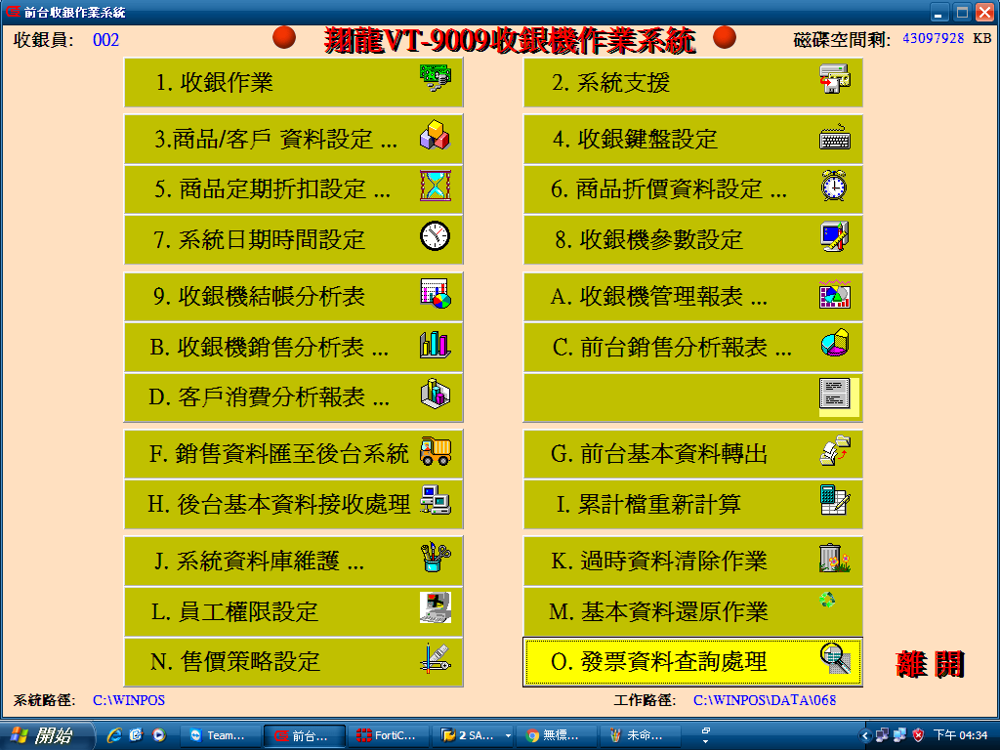 前台收銀作業系統
收銀員: 002
翔龍VT-9009收銀機作業系統
磁碟空間剩: 43097928 KB
1. 收銀作業
2. 系統支援
3.商品/客戶 資料設定 ...
4. 收銀鍵盤設定
5. 商品定期折扣設定 ...
6. 商品折價資料設定 ...
7. 系統日期時間設定
8. 收銀機參數設定
9. 收銀機結帳分析表
A. 收銀機管理報表 ...
B. 收銀機銷售分析表 ...
C. 前台銷售分析報表 ...
D. 客戶消費分析報表 ...
F. 銷售資料匯至後台系統
G. 前台基本資料轉出
H. 後台基本資料接收處理
I. 累計檔重新計算
J. 系統資料庫維護 ...
K. 過時資料清除作業
L. 員工權限設定
M. 基本資料還原作業
N. 售價策略設定
O. 發票資料查詢處理
離 開
系統路徑: C:\WINPOS
工作路徑: C:\WINPOS\DATA\068
開始
Team...
前台...
FortiC...
2 SA...
無標...
未命...
下午 04:34